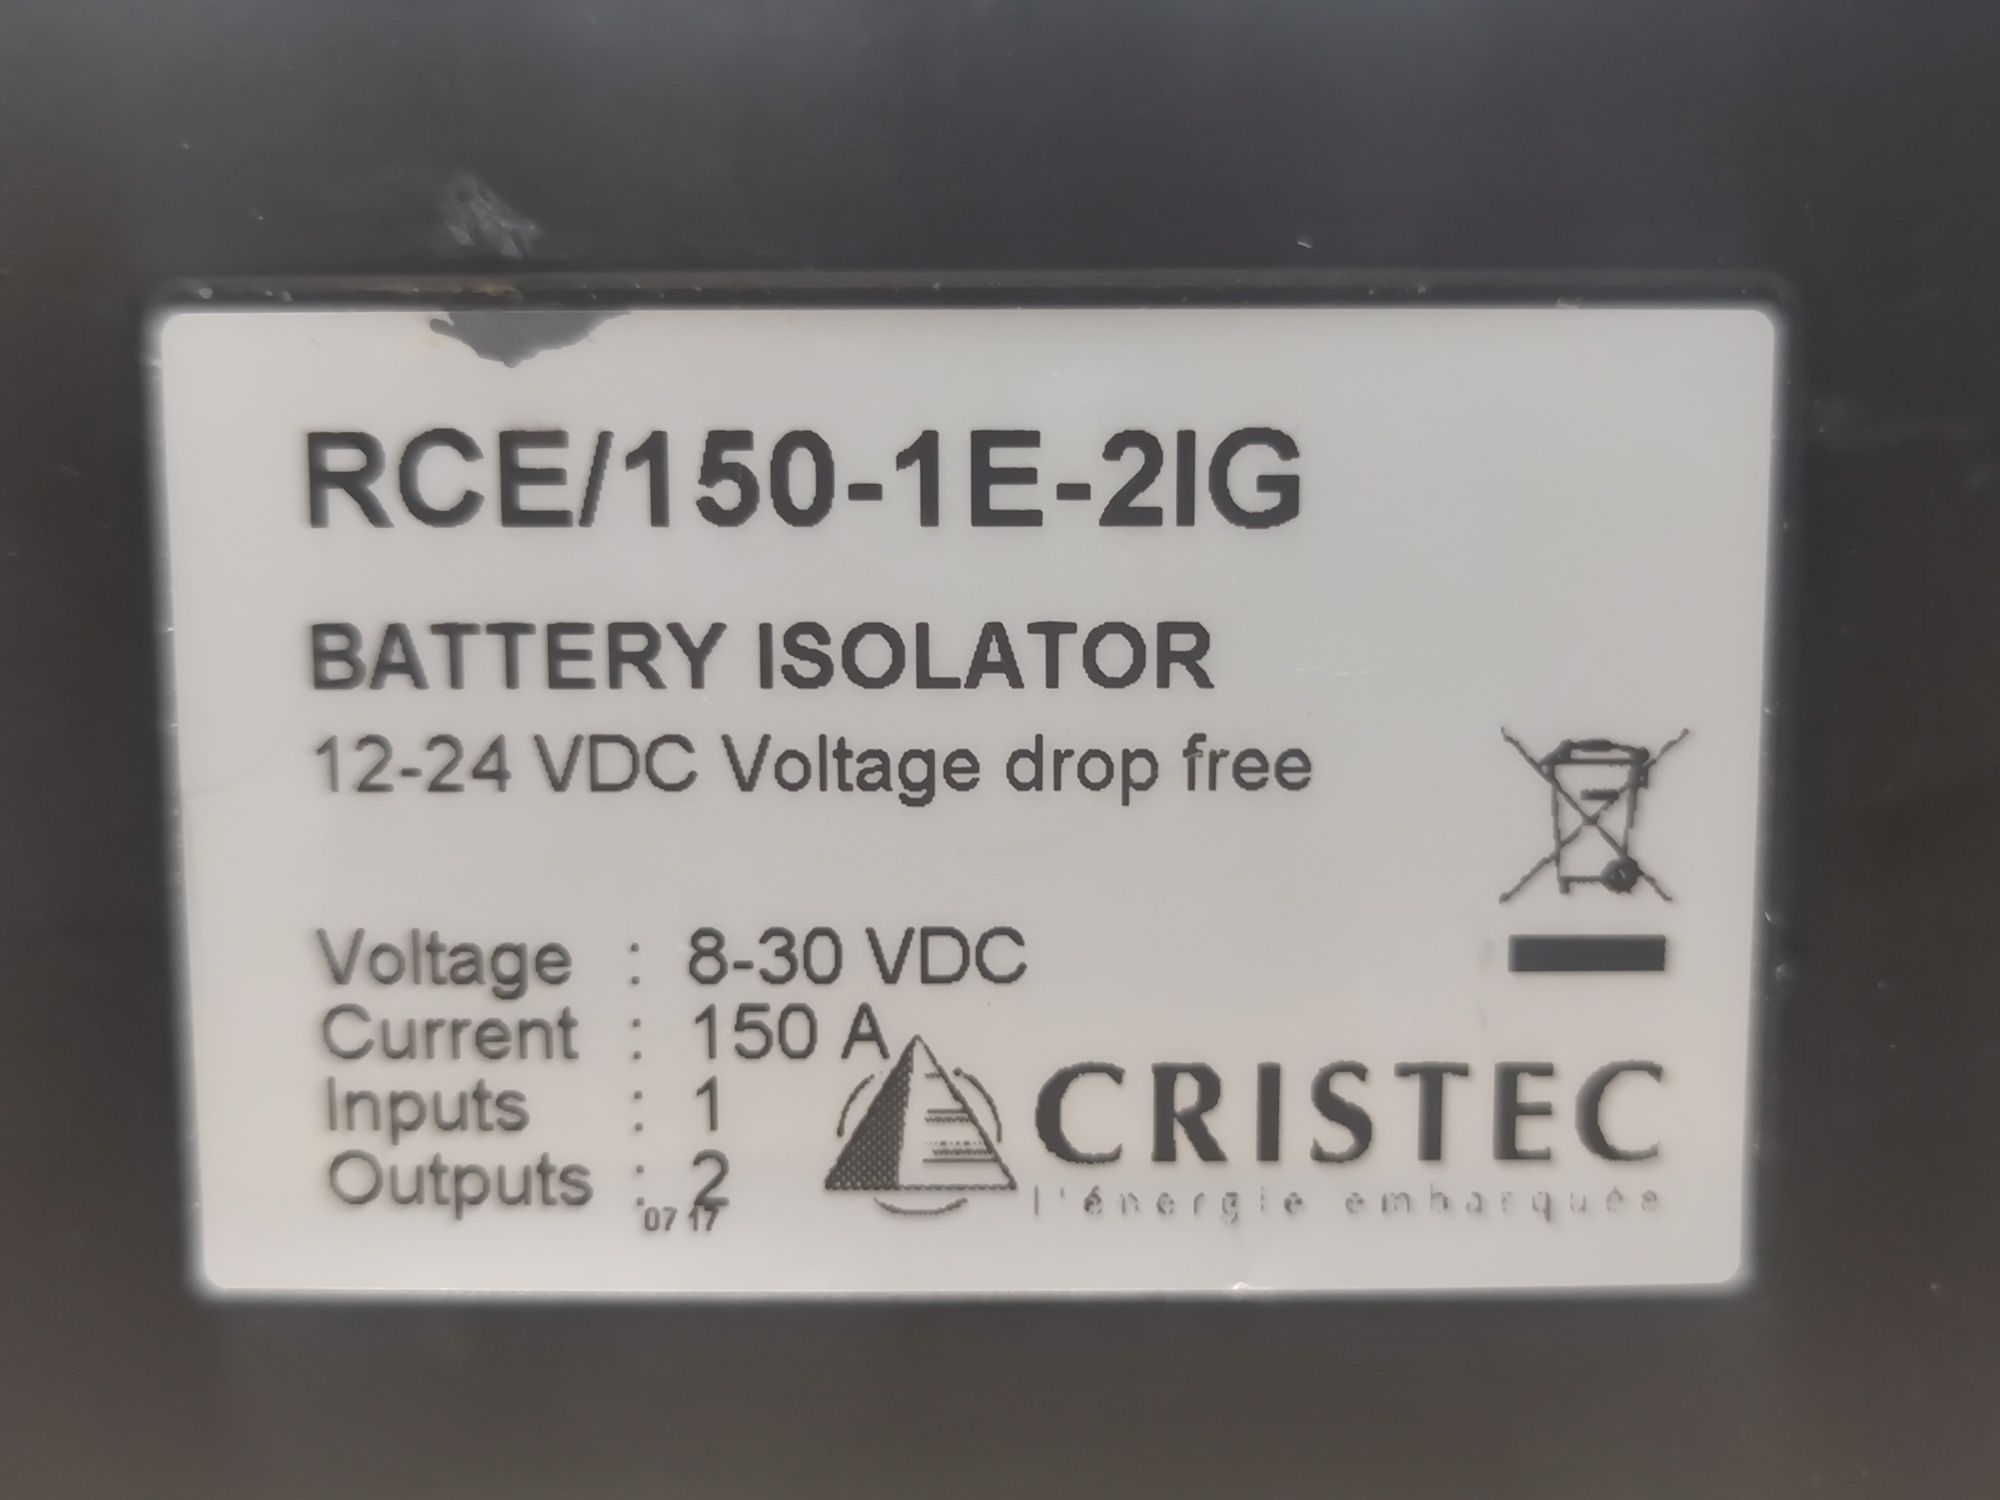 RCE/150-1E-2IG
BATTERY ISOLATOR
12-24 VDC Voltage drop free
Voltage : 8-30 VDC
Current : 150 A
Inputs : 1
Outputs : 2
07 17
CRISTEC
l'énergie embarquée